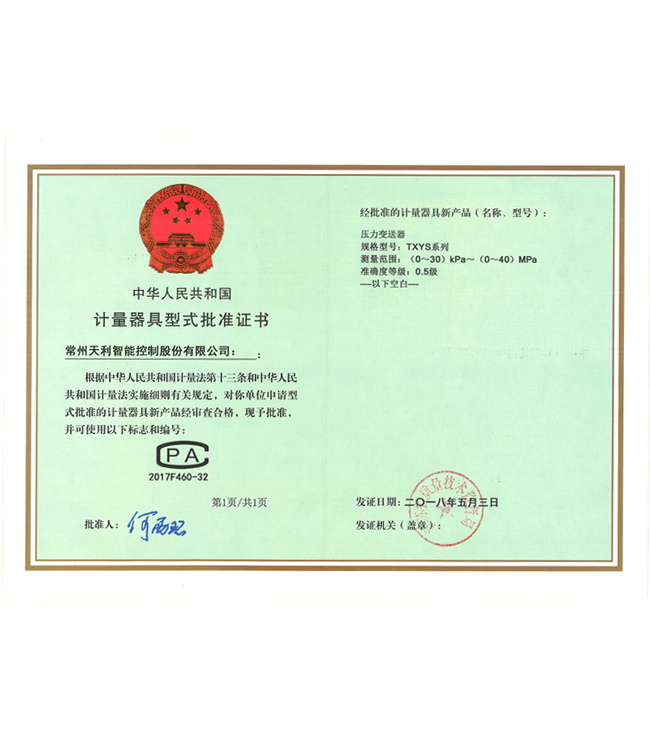 中华人民共和国
计量器具型式批准证书
常州天利智能控制股份有限公司：：
根据中华人民共和国计量法第十三条和中华人民
共和国计量法实施细则有关规定，对你单位申请型
式批准的计量器具新产品经审查合格，现予批准，
并可使用以下标志和编号：
CPA
2017F460-32
第1页/共1页
批准人：
经批准的计量器具新产品（名称、型号）：
压力变送器
规格型号：TXYS系列
测量范围：（0～30）kPa～（0～40）MPa
准确度等级：0.5级
—以下空白—
发证日期：二〇一八年五月三日
发证机关（盖章）：
质量技术